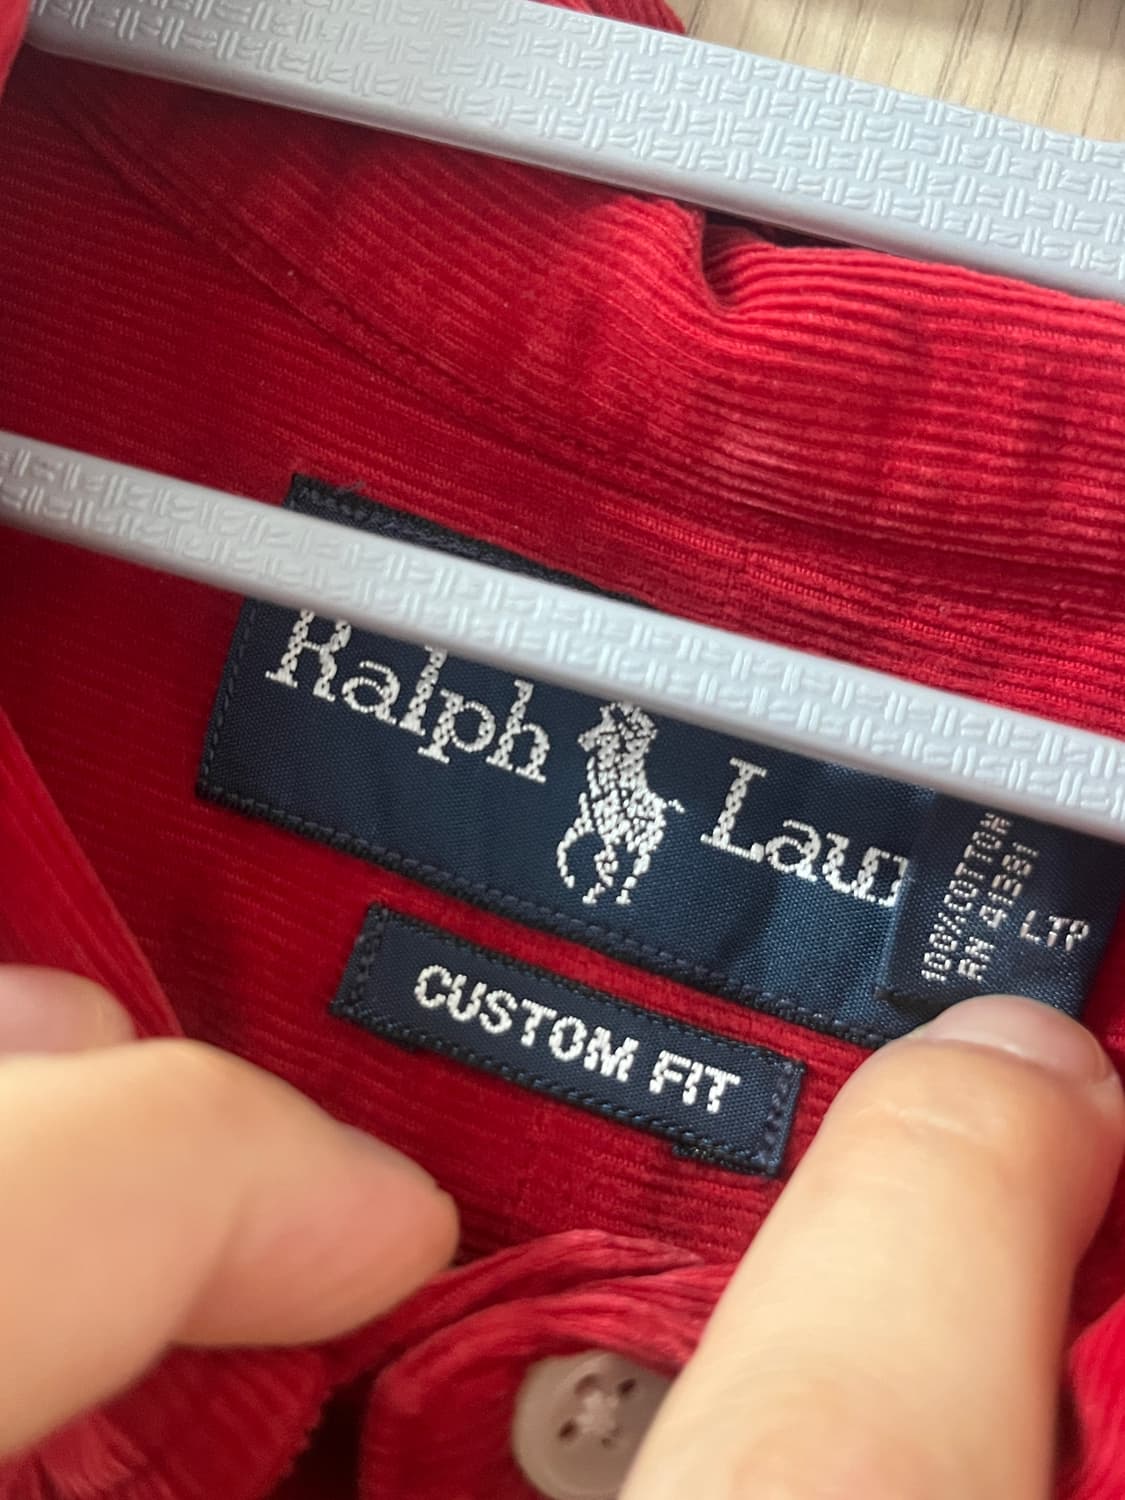 Ralph Lau
100% COTTON
RN 41381
LTP
CUSTOM FIT